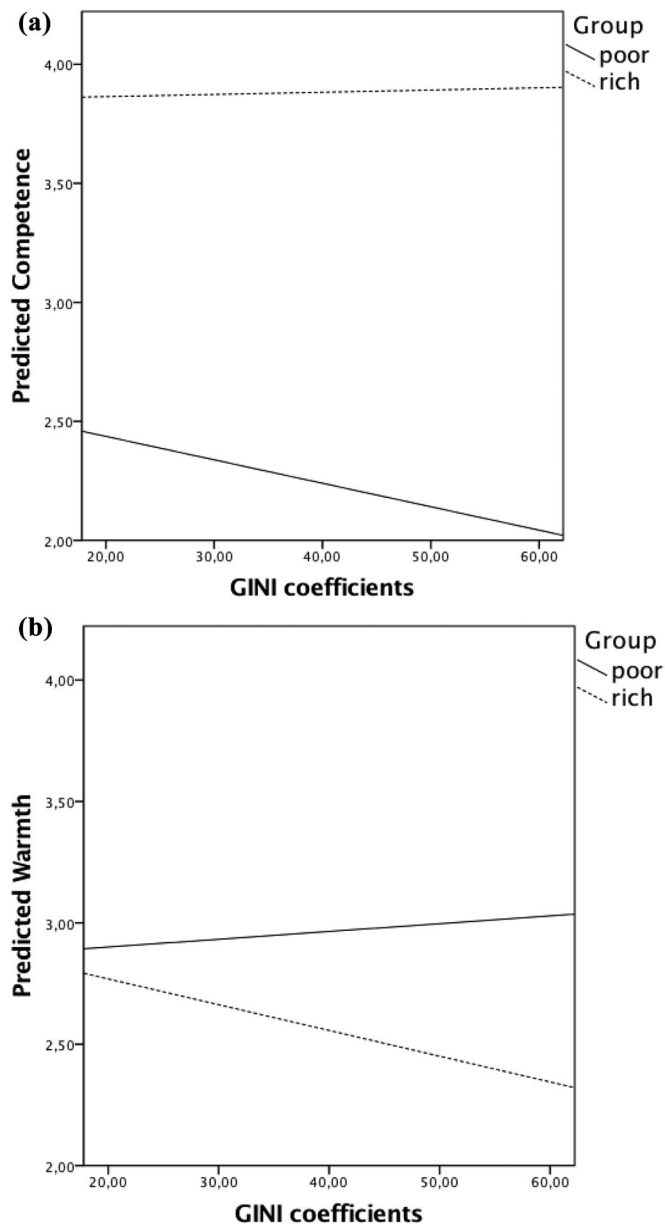 (a)
Group
poor
rich
4,00
3,50
3,00
2,50
2,00
Predicted Competence
20,00 30,00 40,00 50,00 60,00
GINI coefficients
(b)
Group
poor
rich
4,00
3,50
3,00
2,50
2,00
Predicted Warmth
20,00 30,00 40,00 50,00 60,00
GINI coefficients